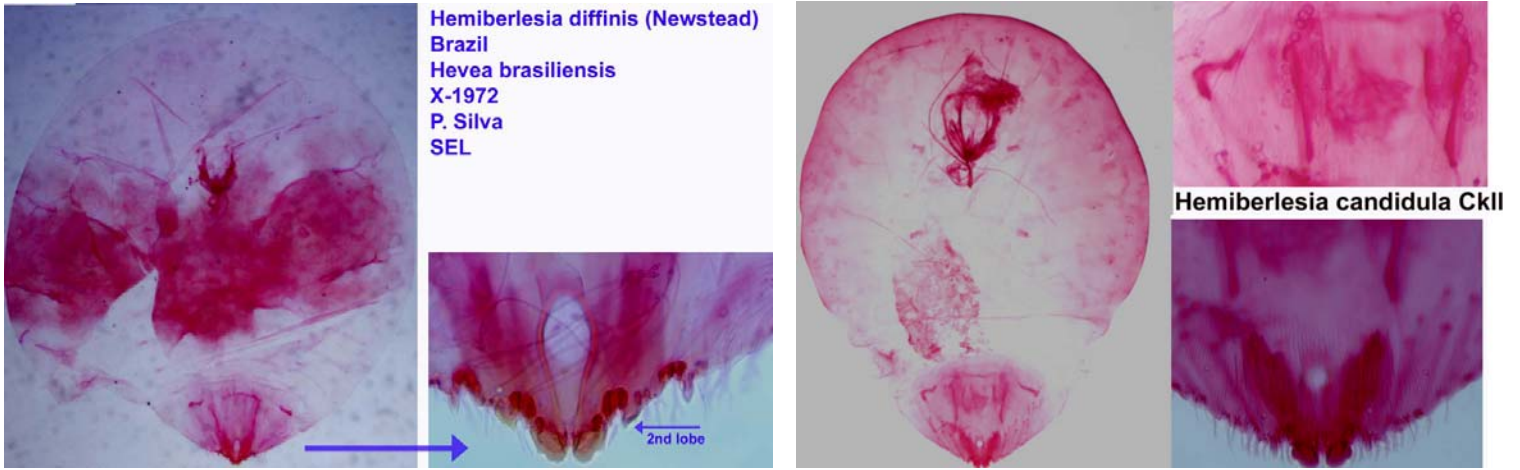 Hemiberlesia diffinis (Newstead)
Brazil
Hevea brasiliensis
X-1972
P. Silva
SEL
2nd lobe
Hemiberlesia candidula Ckll